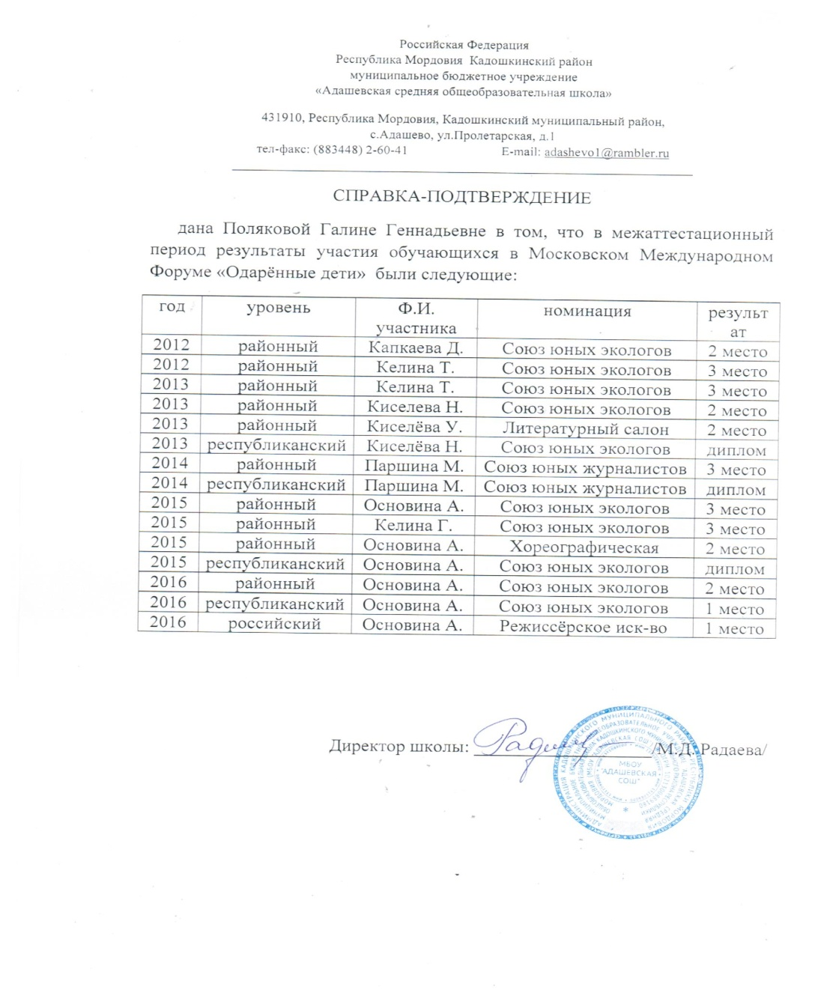 Российская Федерация
Республика Мордовия Кадошкинский район
муниципальное бюджетное учреждение
«Адашевская средняя общеобразовательная школа»
431910, Республика Мордовия, Кадошкинский муниципальный район,
с.Адашево, ул.Пролетарская, д.1
тел-факс: (883448) 2-60-41 E-mail: adashevo1@rambler.ru
СПРАВКА-ПОДТВЕРЖДЕНИЕ
дана Поляковой Галине Геннадьевне в том, что в межаттестационный
период результаты участия обучающихся в Московском Международном
Форуме «Одарённые дети» были следующие:
год уровень Ф.И. номинация результ
участника ат
2012 районный Капкаева Д. Союз юных экологов 2 место
2012 районный Келина Т. Союз юных экологов 3 место
2013 районный Келина Т. Союз юных экологов 3 место
2013 районный Киселева Н. Союз юных экологов 2 место
2013 районный Киселёва У. Литературный салон 2 место
2013 республиканский Киселёва Н. Союз юных экологов диплом
2014 районный Паршина М. Союз юных журналистов 3 место
2014 республиканский Паршина М. Союз юных журналистов диплом
2015 районный Основина А. Союз юных экологов 3 место
2015 районный Келина Г. Союз юных экологов 3 место
2015 районный Основина А. Хореографическая 2 место
2015 республиканский Основина А. Союз юных экологов диплом
2016 районный Основина А. Союз юных экологов 2 место
2016 республиканский Основина А. Союз юных экологов 1 место
2016 российский Основина А. Режиссёрское иск-во 1 место
Директор школы: /М.Д. Радаева/
МБОУ
"АДАШЕВСКАЯ
СОШ"